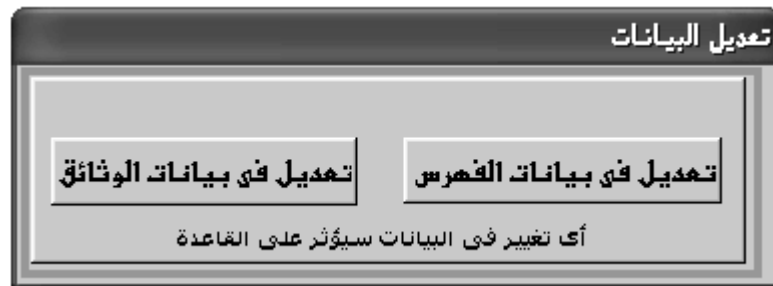 تعديل البيانات
تعديل فى بيانات الفهرس
تعديل فى بيانات الوثائق
أى تغيير فى البيانات سيؤثر على القاعدة